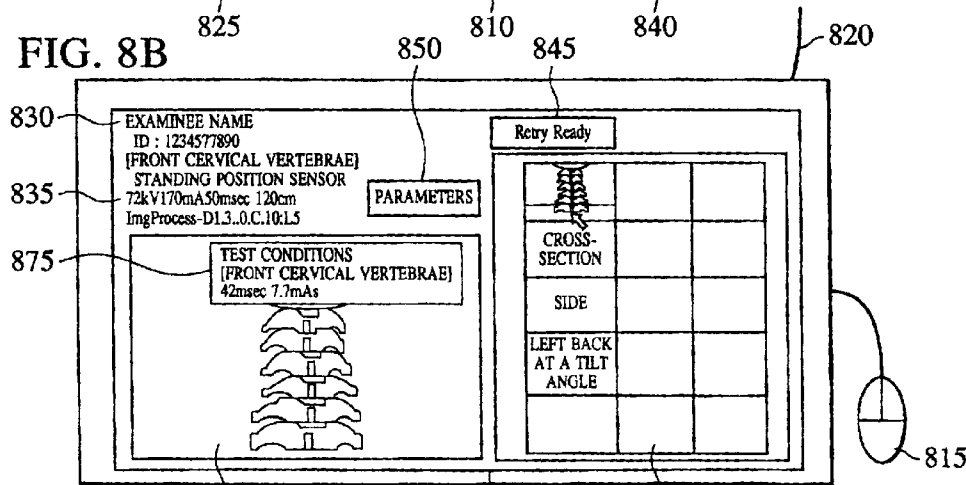 825 810 840
FIG. 8B
850 845 820
830
EXAMINEE NAME
ID : 1234577890
[FRONT CERVICAL VERTEBRAE]
STANDING POSITION SENSOR
835
72kV170mA50msec 120cm
ImgProcess-D1.3..0.C.10:L5
PARAMETERS
Retry Ready
875
TEST CONDITIONS
[FRONT CERVICAL VERTEBRAE]
42msec 7.7mAs
CROSS-
SECTION
SIDE
LEFT BACK
AT A TILT
ANGLE
815